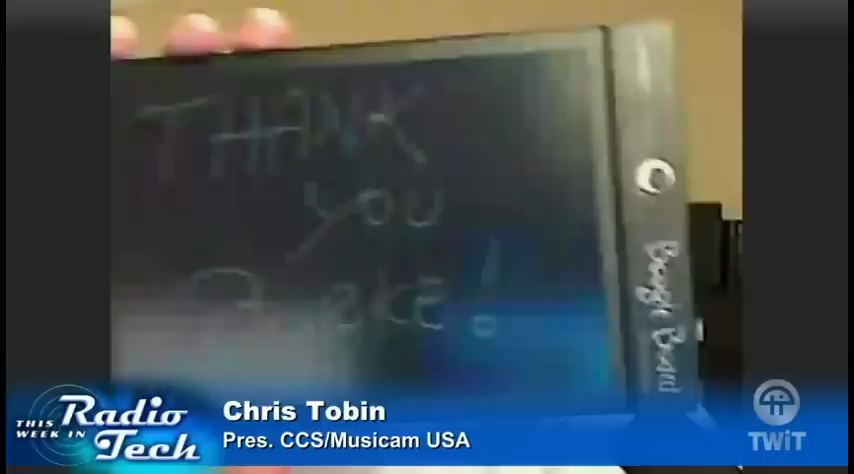 THANK
YOU
!
Boogie Board
THIS WEEK IN Radio Tech
Chris Tobin
Pres. CCS/Musicam USA
TWiT